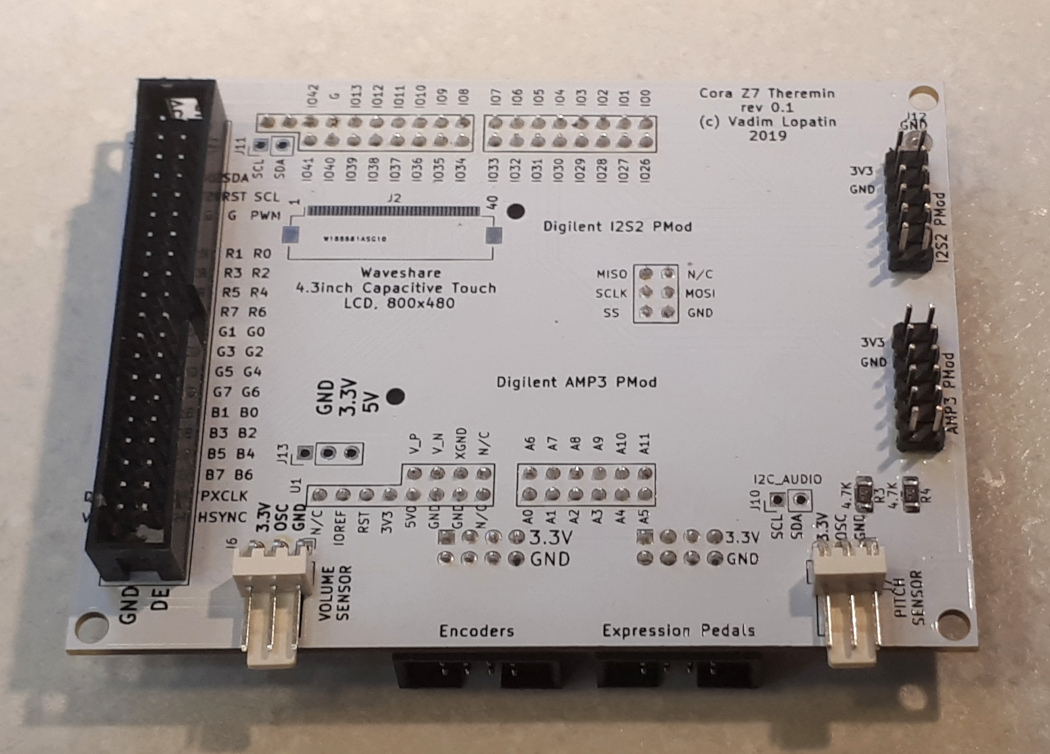 IO42 G IO13 IO12 IO11 IO10 IO9 IO8 IO7 IO6 IO5 IO4 IO3 IO2 IO1 IO0
Cora Z7 Theremin
rev 0.1
(c) Vadim Lopatin
2019
J11
SCL SDA
IO41 IO40 IO39 IO38 IO37 IO36 IO35 IO34 IO33 IO32 IO31 IO30 IO29 IO28 IO27 IO26
J12
GND
3V3
GND
I2S2 PMod
SDA
RST SCL
G PWM
1 J2 40
W185581ASC10
Digilent I2S2 PMod
Waveshare
4.3inch Capacitive Touch
LCD, 800x480
MISO N/C
SCLK MOSI
SS GND
R1 R0
R3 R2
R5 R4
R7 R6
G1 G0
G3 G2
G5 G4
G7 G6
B1 B0
B3 B2
B5 B4
B7 B6
PXCLK
HSYNC
GND
DE
3V3
GND
AMP3 PMod
Digilent AMP3 PMod
GND
3.3V
5V
J13
U1
V_P V_N XGND N/C
N/C IOREF RST 3V3 5V0 GND GND N/C
A6 A7 A8 A9 A10 A11
A0 A1 A2 A3 A4 A5
3.3V
GND
3.3V
GND
I2C_AUDIO
J10
SCL SDA
4.7K R3
4.7K R4
J6
3.3V OSC GND
VOLUME
SENSOR
3.3V OSC GND
PITCH
SENSOR
Encoders
Expression Pedals